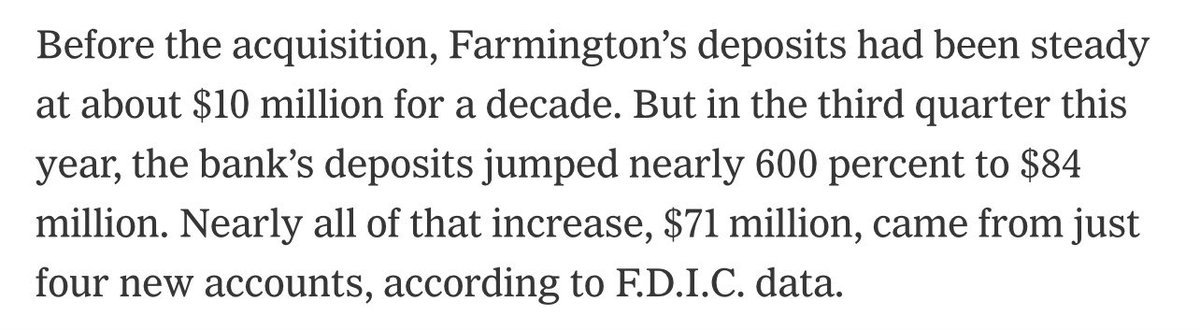 Before the acquisition, Farmington’s deposits had been steady
at about $10 million for a decade. But in the third quarter this
year, the bank’s deposits jumped nearly 600 percent to $84
million. Nearly all of that increase, $71 million, came from just
four new accounts, according to F.D.I.C. data.